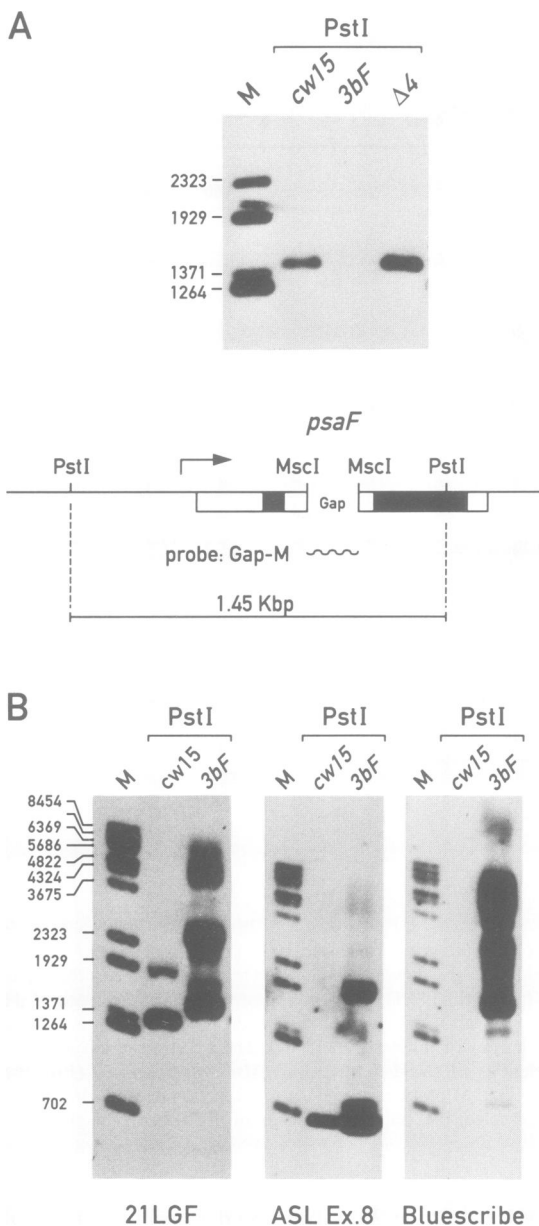 A
PstI
M cw15 3bF Δ4
2323
1929
1371
1264
psaF
PstI MscI MscI PstI
Gap
probe: Gap-M
1.45 Kbp
B
PstI PstI PstI
M cw15 3bF M cw15 3bF M cw15 3bF
8454
6369
5686
4822
4324
3675
2323
1929
1371
1264
702
21LGF ASL Ex.8 Bluescribe